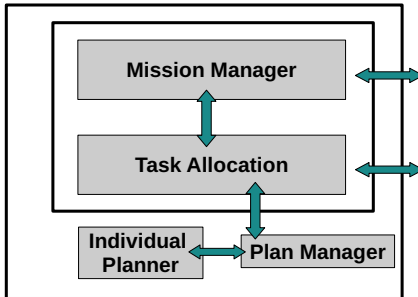 Mission Manager
Task Allocation
Individual
Planner
Plan Manager